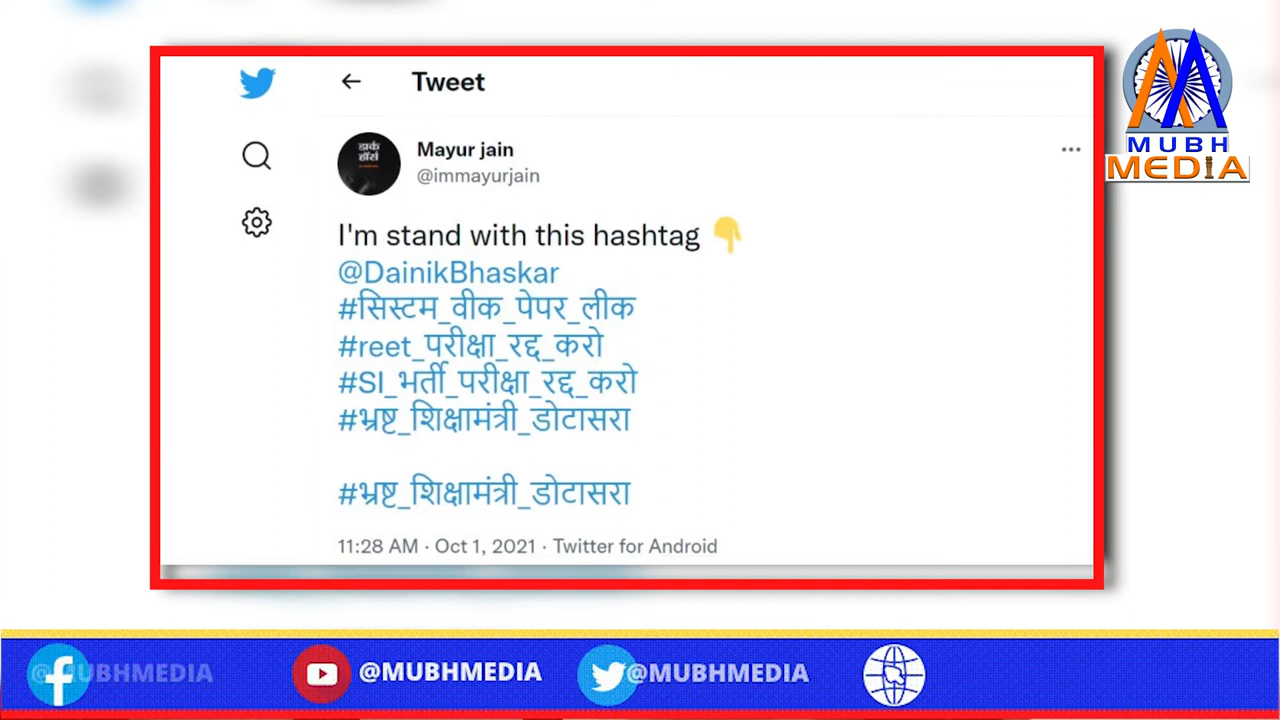 Tweet
Mayur jain
@immayurjain
डार्क
हॉर्स
I'm stand with this hashtag 👇
@DainikBhaskar
#सिस्टम_वीक_पेपर_लीक
#reet_परीक्षा_रद्द_करो
#SI_भर्ती_परीक्षा_रद्द_करो
#भ्रष्ट_शिक्षामंत्री_डोटासरा
#भ्रष्ट_शिक्षामंत्री_डोटासरा
11:28 AM · Oct 1, 2021 · Twitter for Android
MUBH
MEDIA
@MUBHMEDIA @MUBHMEDIA @MUBHMEDIA